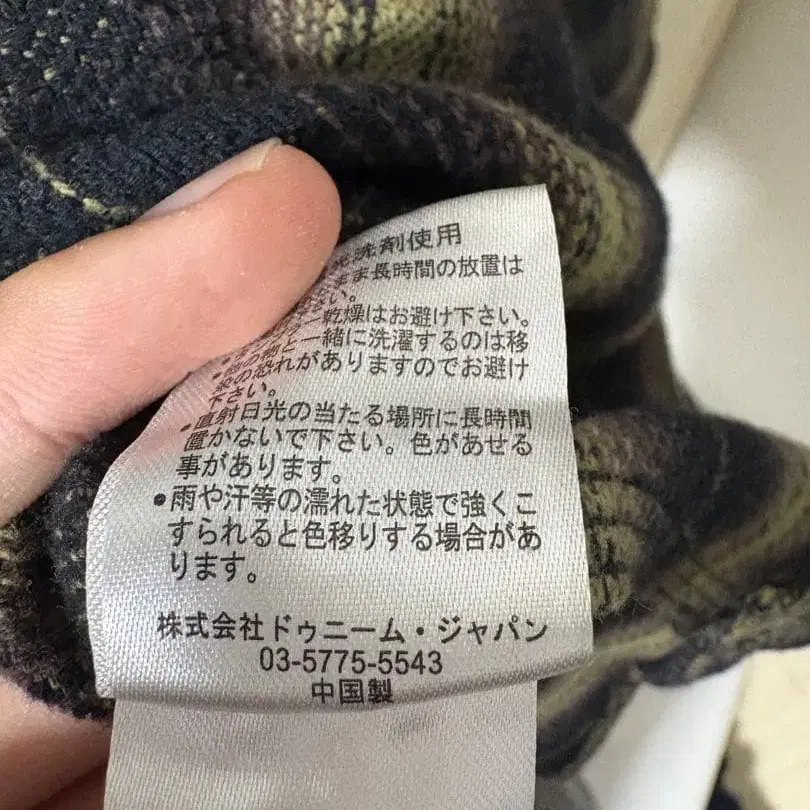 洗剤使用
ま長時間の放置は
さい。
乾燥はお避け下さい。
と一緒に洗濯するのは移
染の恐れがありますのでお避け
下さい。
•直射日光の当たる場所に長時間
置かないで下さい。色があせる
事があります。
•雨や汗等の濡れた状態で強くこ
すられると色移りする場合があ
ります。
株式会社ドゥニーム・ジャパン
03-5775-5543
中国製